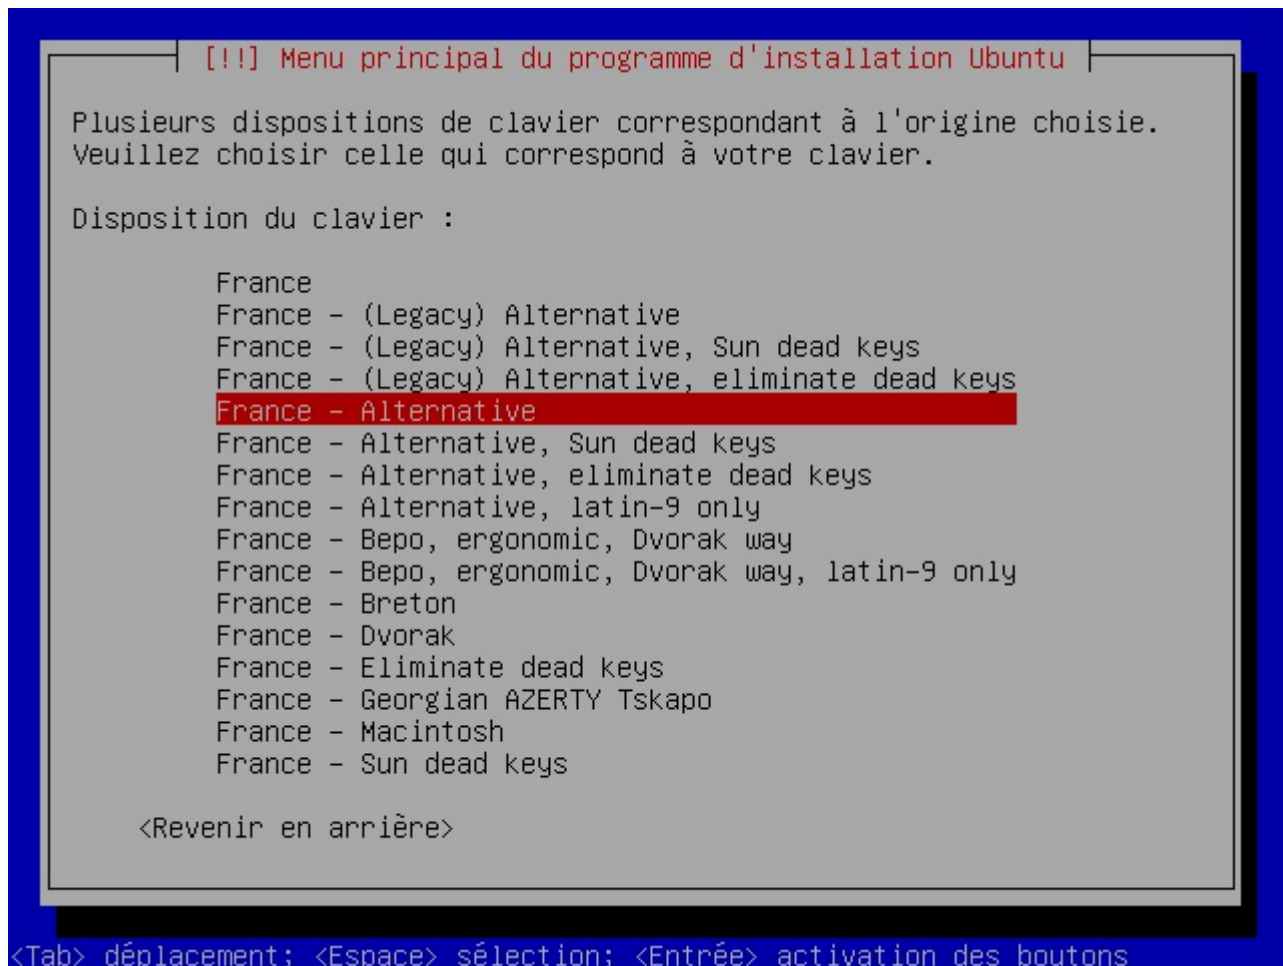 [!!] Menu principal du programme d'installation Ubuntu
Plusieurs dispositions de clavier correspondant à l'origine choisie.
Veuillez choisir celle qui correspond à votre clavier.
Disposition du clavier :
France
France - (Legacy) Alternative
France - (Legacy) Alternative, Sun dead keys
France - (Legacy) Alternative, eliminate dead keys
France - Alternative
France - Alternative, Sun dead keys
France - Alternative, eliminate dead keys
France - Alternative, latin-9 only
France - Bepo, ergonomic, Dvorak way
France - Bepo, ergonomic, Dvorak way, latin-9 only
France - Breton
France - Dvorak
France - Eliminate dead keys
France - Georgian AZERTY Tskapo
France - Macintosh
France - Sun dead keys
<Revenir en arrière>
<Tab> déplacement; <Espace> sélection; <Entrée> activation des boutons